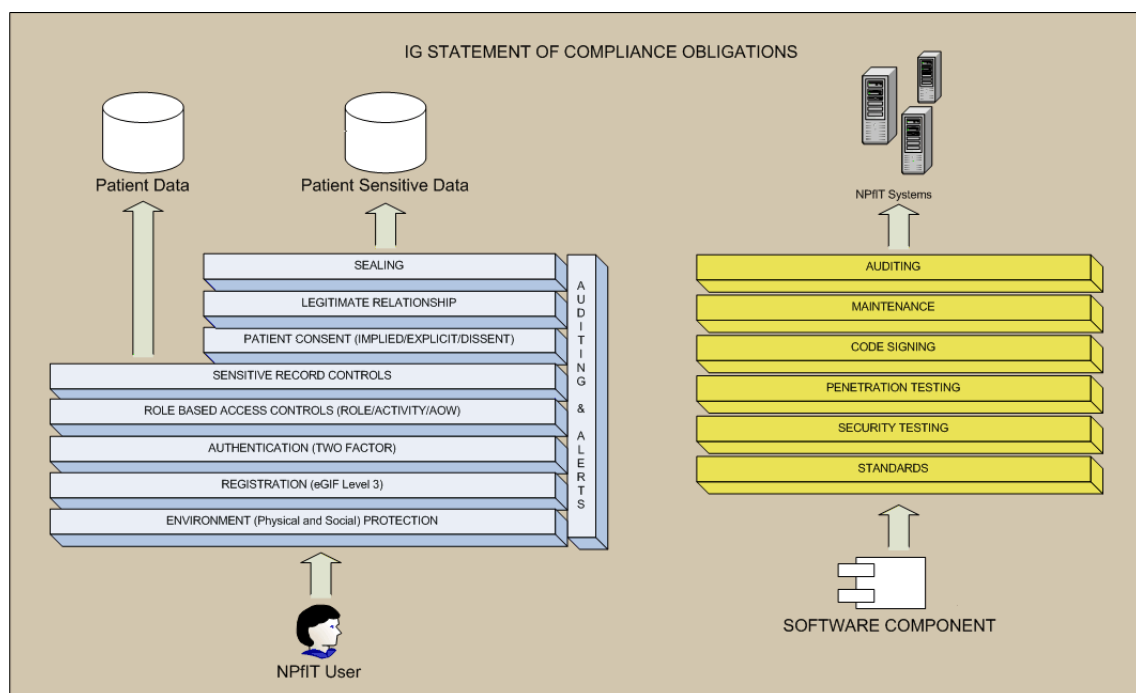 IG STATEMENT OF COMPLIANCE OBLIGATIONS
Patient Data
Patient Sensitive Data
NPfIT Systems
SEALING
LEGITIMATE RELATIONSHIP
PATIENT CONSENT (IMPLIED/EXPLICIT/DISSENT)
SENSITIVE RECORD CONTROLS
ROLE BASED ACCESS CONTROLS (ROLE/ACTIVITY/AOW)
AUTHENTICATION (TWO FACTOR)
REGISTRATION (eGIF Level 3)
ENVIRONMENT (Physical and Social) PROTECTION
AUDITING & ALERTS
NPfIT User
AUDITING
MAINTENANCE
CODE SIGNING
PENETRATION TESTING
SECURITY TESTING
STANDARDS
SOFTWARE COMPONENT